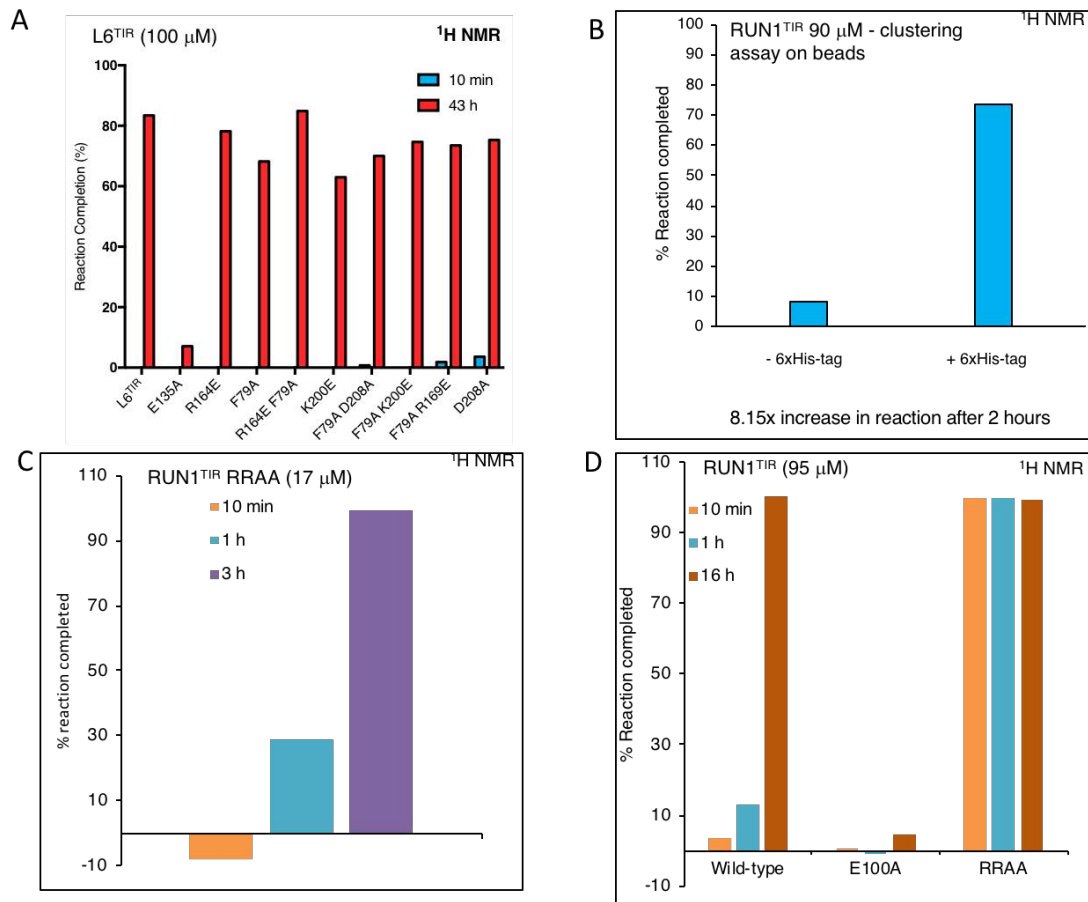 A
L6TIR (100 μM)
1H NMR
10 min
43 h
Reaction Completion (%)
100
80
60
40
20
0
L6TIR
E135A
R164E
F79A
R164E F79A
K200E
F79A D208A
F79A K200E
F79A R169E
D208A
B
1H NMR
RUN1TIR 90 μM - clustering
assay on beads
% Reaction completed
100
90
80
70
60
50
40
30
20
10
0
- 6xHis-tag
+ 6xHis-tag
8.15x increase in reaction after 2 hours
C
1H NMR
RUN1TIR RRAA (17 μM)
10 min
1 h
3 h
% reaction completed
110
90
70
50
30
10
-10
D
RUN1TIR (95 μM)
1H NMR
10 min
1 h
16 h
% Reaction completed
110
90
70
50
30
10
-10
Wild-type
E100A
RRAA